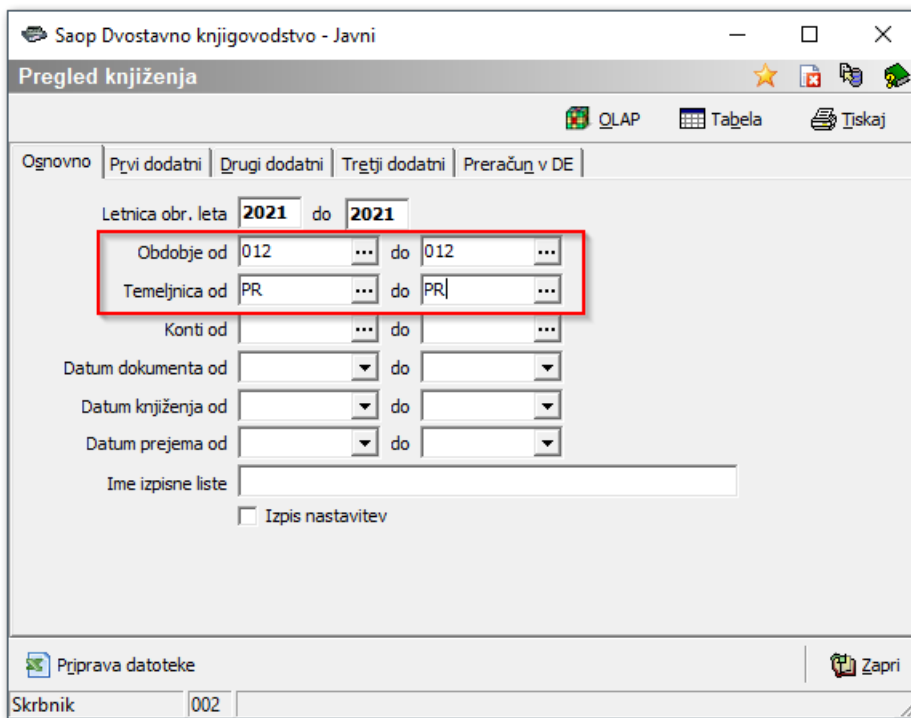 Saop Dvostavno knjigovodstvo - Javni
Pregled knjiženja
OLAP Tabela Tiskaj
Osnovno Prvi dodatni Drugi dodatni Tretji dodatni Preračun v DE
Letnica obr. leta 2021 do 2021
Obdobje od 012 ... do 012 ...
Temeljnica od PR ... do PR ...
Konti od ... do ...
Datum dokumenta od do
Datum knjiženja od do
Datum prejema od do
Ime izpisne liste
Izpis nastavitev
Priprava datoteke Zapri
Skrbnik 002